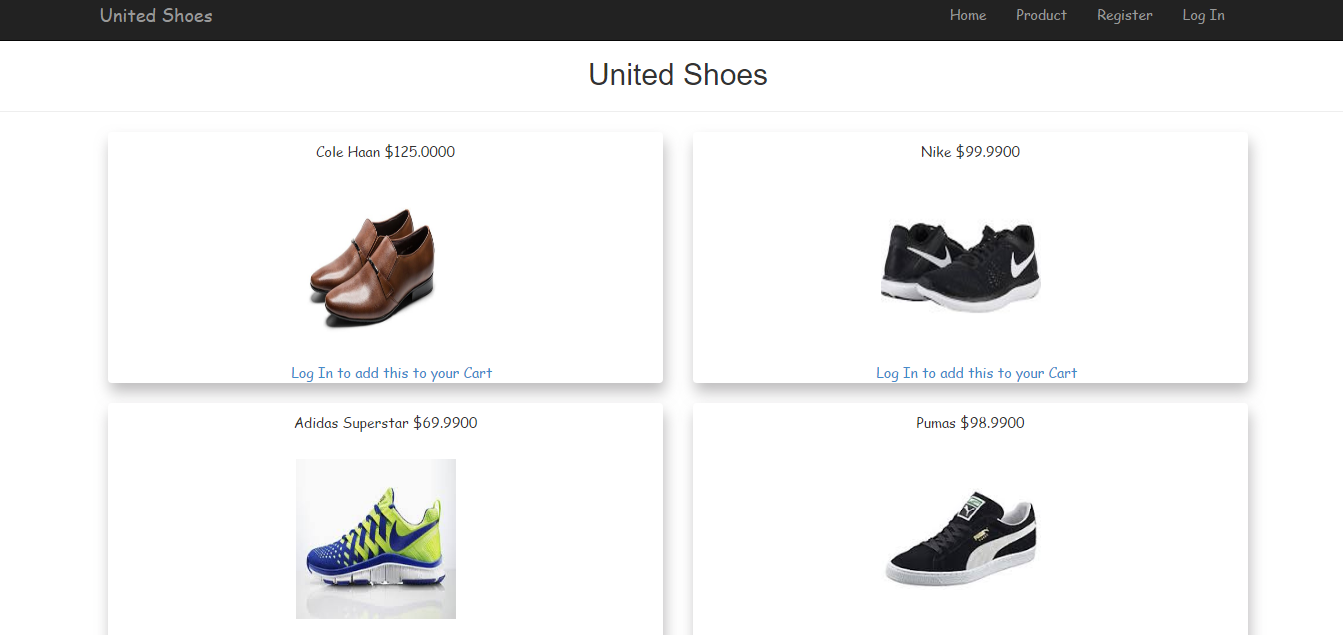 United Shoes
Home Product Register Log In
United Shoes
Cole Haan $125.0000
Nike $99.9900
Log In to add this to your Cart
Log In to add this to your Cart
Adidas Superstar $69.9900
Pumas $98.9900